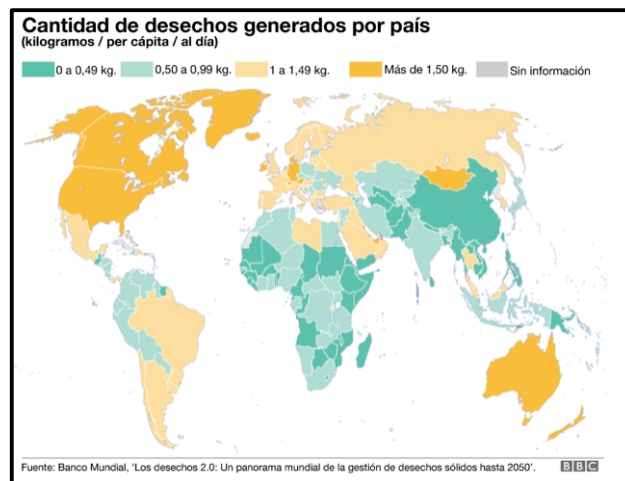 Cantidad de desechos generados por país
(kilogramos / per cápita / al día)
0 a 0,49 kg. 0,50 a 0,99 kg. 1 a 1,49 kg. Más de 1,50 kg. Sin información
Fuente: Banco Mundial, ‘Los desechos 2.0: Un panorama mundial de la gestión de desechos sólidos hasta 2050’. BBC